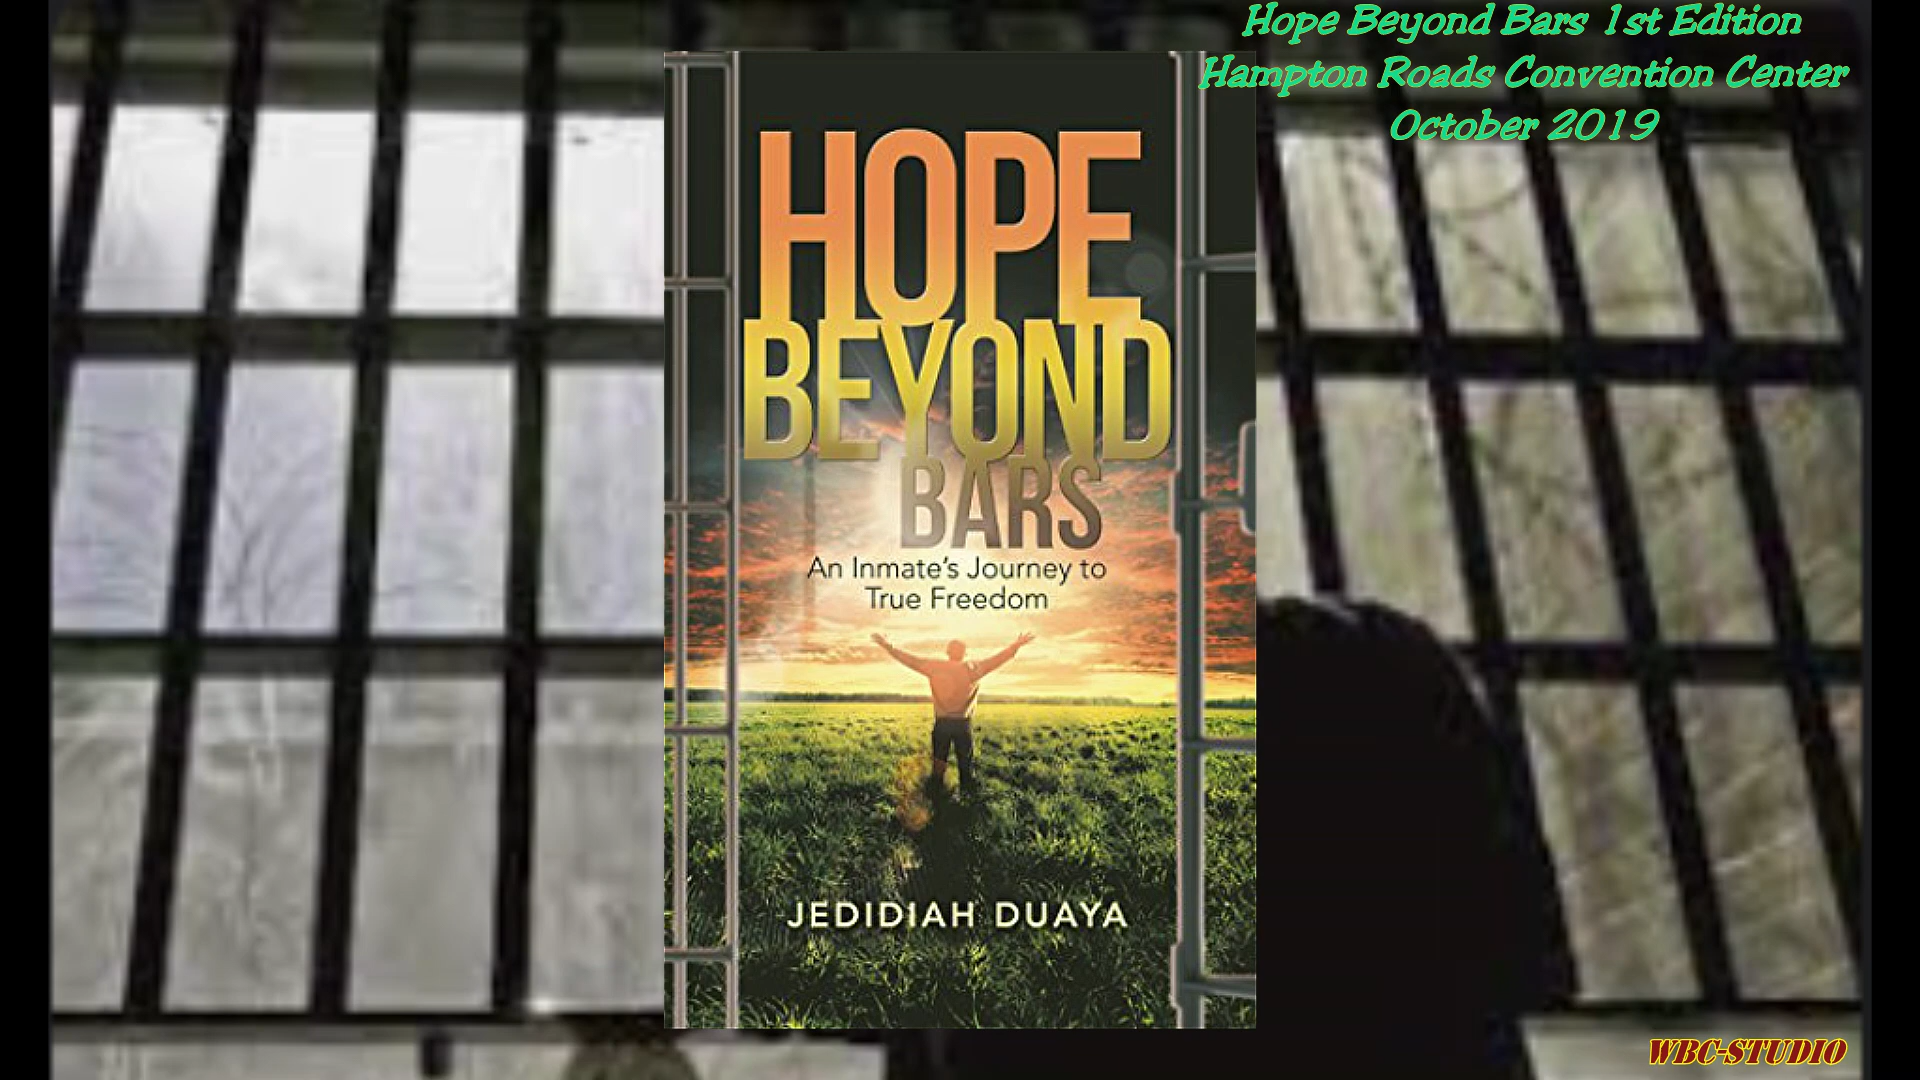 Hope Beyond Bars 1st Edition
Hampton Roads Convention Center
October 2019
HOPE
BEYOND
BARS
An Inmate's Journey to
True Freedom
JEDIDIAH DUAYA
WBC-STUDIO